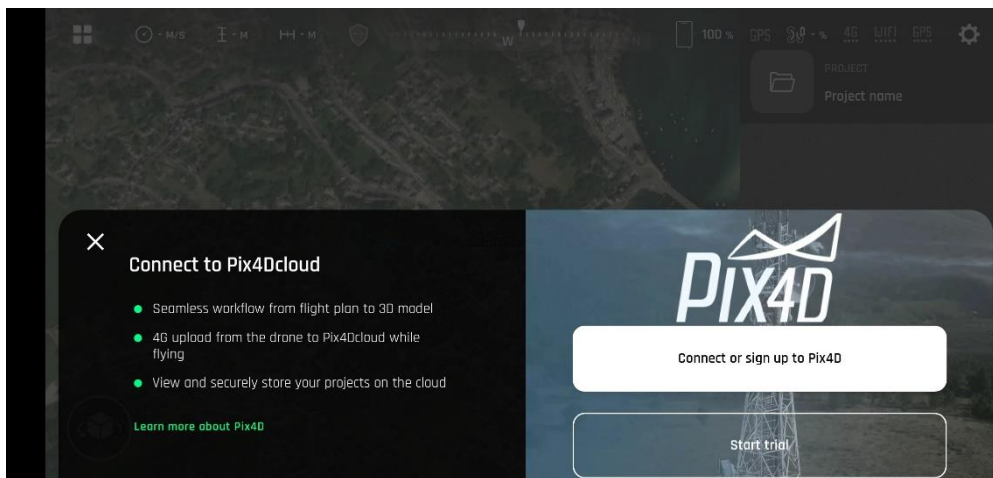 - M/S
- M
- M
W
N
100 %
GPS
- %
4G
WIFI
GPS
PROJECT
Project name
Connect to Pix4Dcloud
Seamless workflow from flight plan to 3D model
4G upload from the drone to Pix4Dcloud while
flying
View and securely store your projects on the cloud
Learn more about Pix4D
PIX4D
Connect or sign up to Pix4D
Start trial